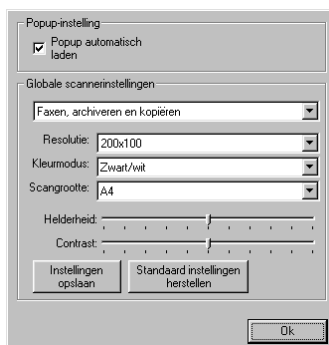 Popup-instelling
Popup automatisch
laden
Globale scannerinstellingen
Faxen, archiveren en kopiëren
Resolutie: 200x100
Kleurmodus: Zwart/wit
Scangrootte: A4
Helderheid:
Contrast:
Instellingen
opslaan
Standaard instellingen
herstellen
Ok